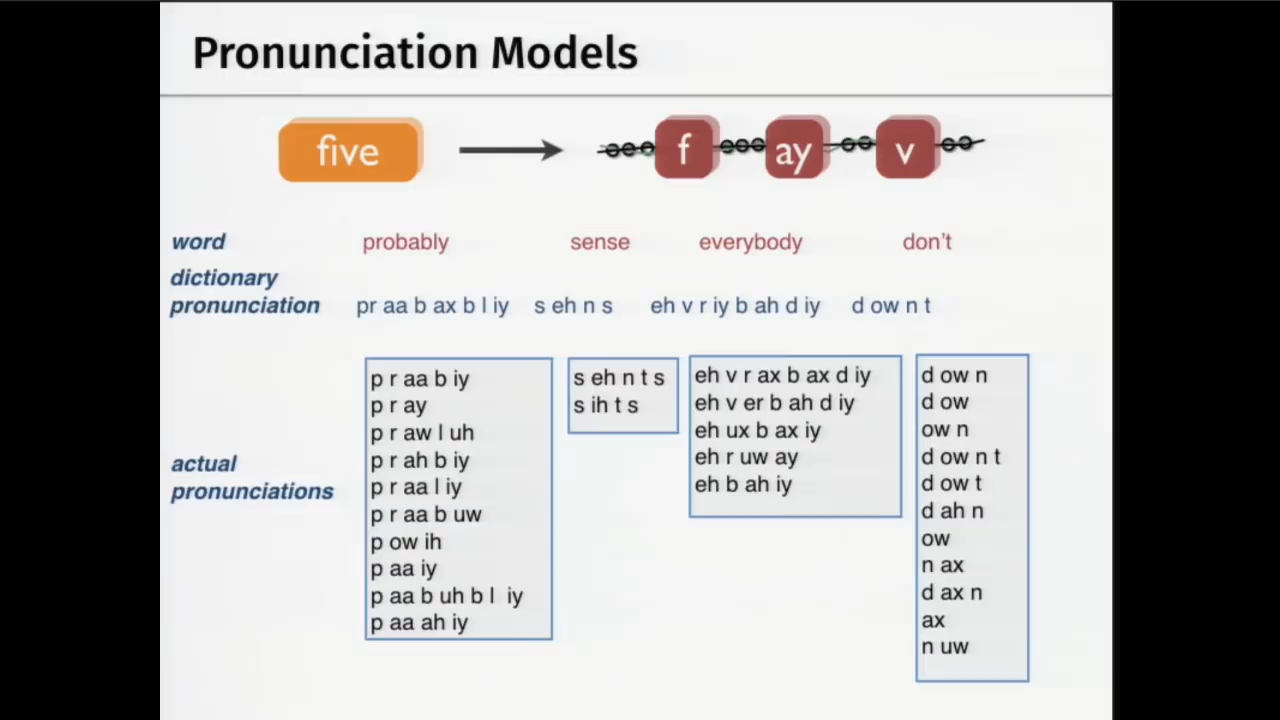 Pronunciation Models
five
f ay v
word probably sense everybody don't
dictionary
pronunciation pr aa b ax b l iy s eh n s eh v r iy b ah d iy d ow n t
actual
pronunciations
p r aa b iy
p r ay
p r aw l uh
p r ah b iy
p r aa l iy
p r aa b uw
p ow ih
p aa iy
p aa b uh b l iy
p aa ah iy
s eh n t s
s ih t s
eh v r ax b ax d iy
eh v er b ah d iy
eh ux b ax iy
eh r uw ay
eh b ah iy
d ow n
d ow
ow n
d ow n t
d ow t
d ah n
ow
n ax
d ax n
ax
n uw